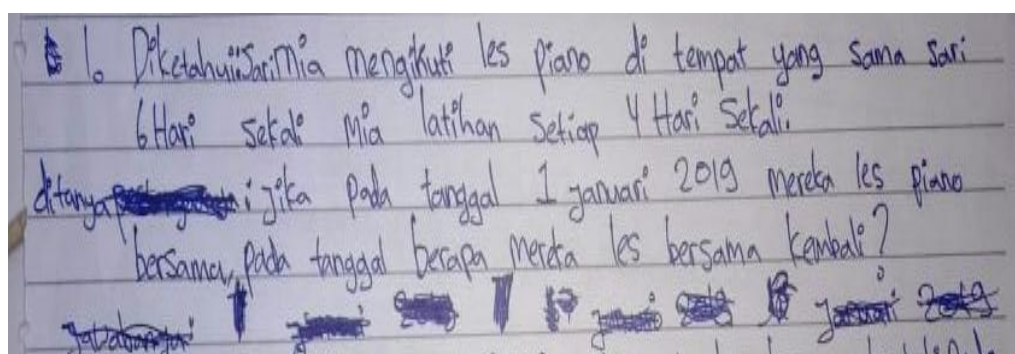 1. Diketahui: Sari Mia mengikuti les piano di tempat yang sama Sari
6 Hari sekali Mia latihan setiap 4 Hari sekali.
ditanya : jika pada tanggal 1 januari 2019 mereka les piano
bersama, pada tanggal berapa mereka les bersama kembali?